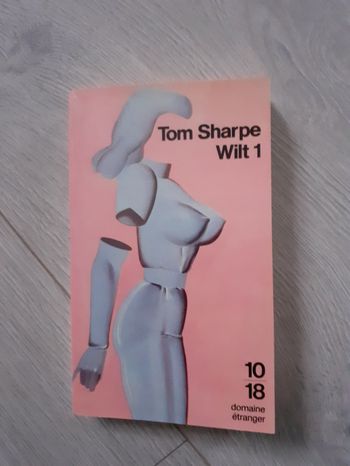 Tom Sharpe
Wilt 1
10
18
domaine
étranger